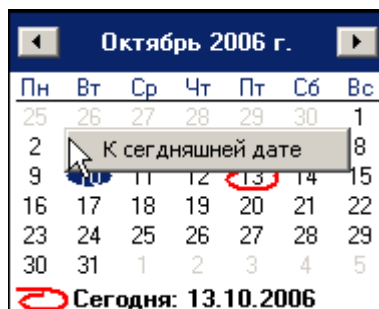 Октябрь 2006 г.
Пн Вт Ср Чт Пт Сб Вс
25 26 27 28 29 30 1
2 К сегдняшней дате 8
9 10 11 12 13 14 15
16 17 18 19 20 21 22
23 24 25 26 27 28 29
30 31 1 2 3 4 5
Сегодня: 13.10.2006